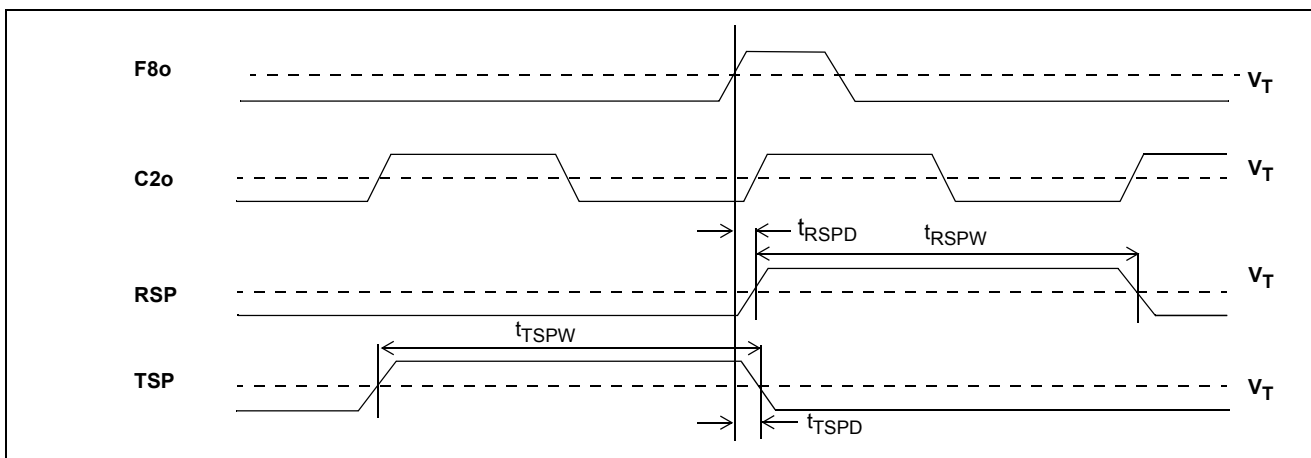 F8o
V_T
C2o
V_T
t_RSPD
t_RSPW
RSP
V_T
t_TSPW
TSP
V_T
t_TSPD